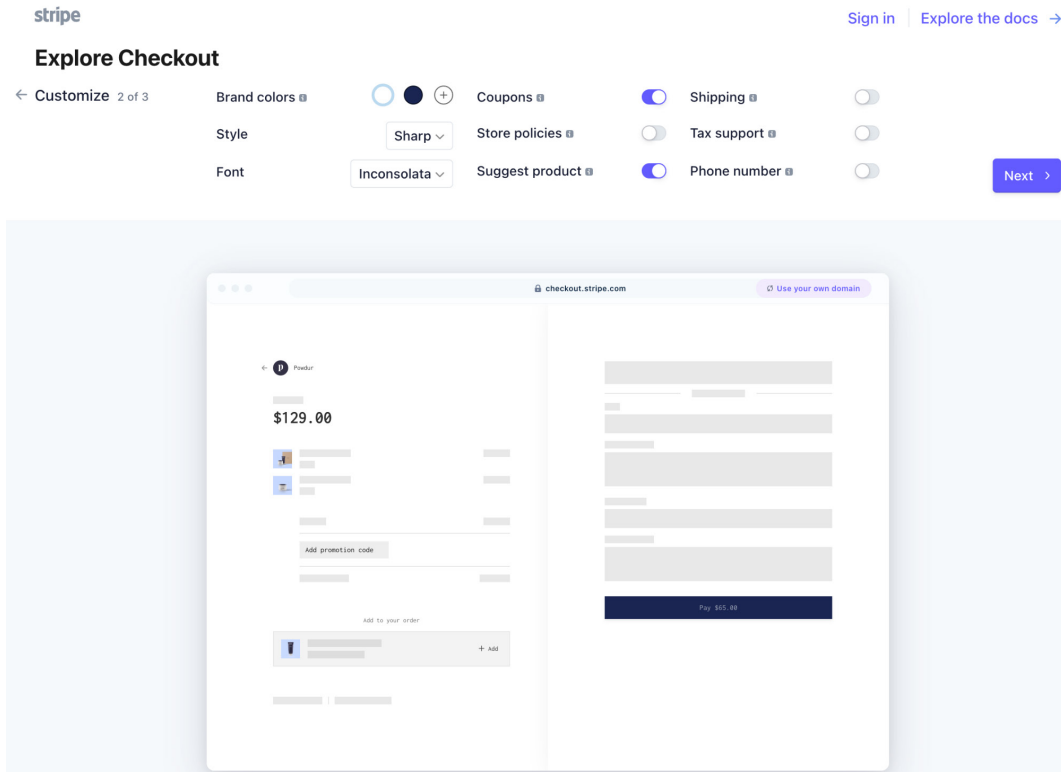 stripe
Sign in
Explore the docs →
Explore Checkout
← Customize 2 of 3
Brand colors
Style
Sharp
Font
Inconsolata
Coupons
Store policies
Suggest product
Shipping
Tax support
Phone number
Next
checkout.stripe.com
Use your own domain
← P Powdur
$129.00
Add promotion code
Add to your order
+ Add
Pay $65.00